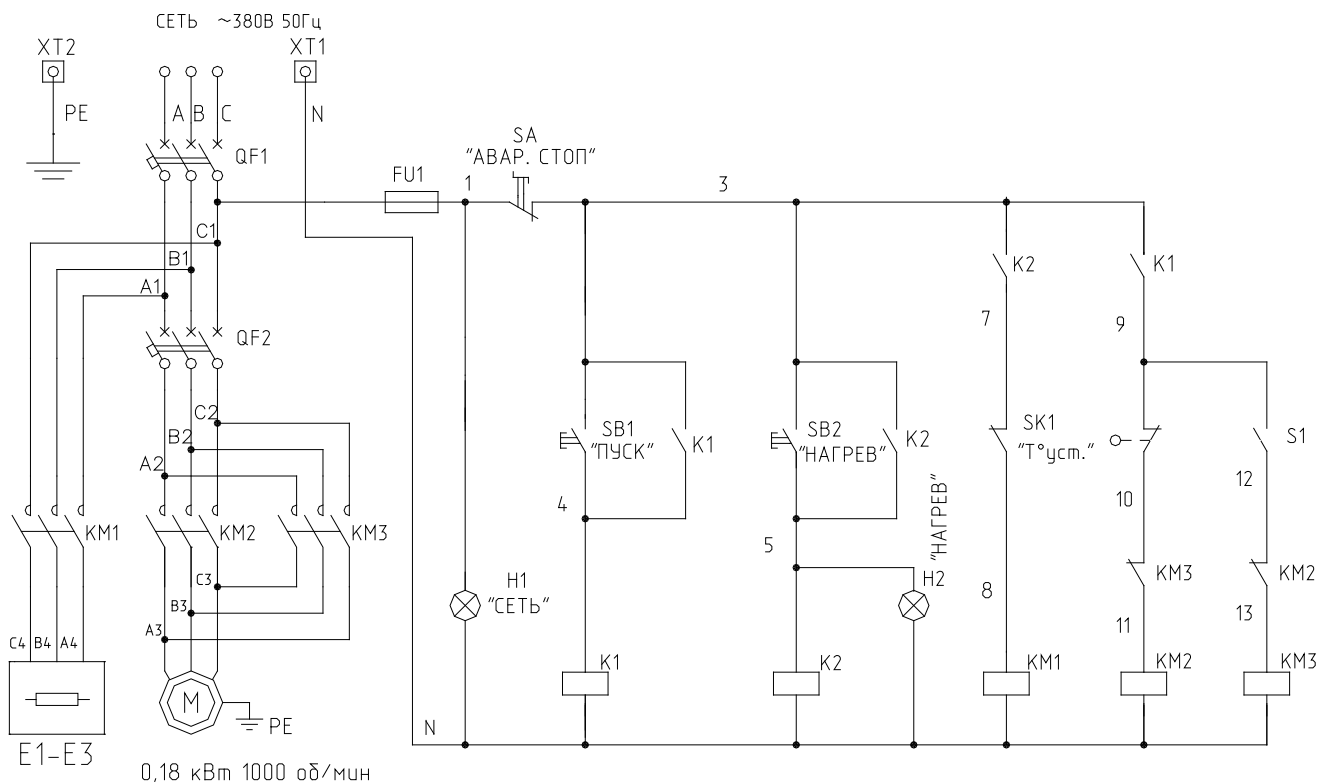 СЕТЬ ~380В 50Гц
XT2
XT1
PE
A B C
N
QF1
SA
"АВАР. СТОП"
FU1
1
3
C1
B1
A1
K2
K1
7
9
QF2
C2
B2
A2
SB1
"ПУСК"
K1
SB2
"НАГРЕВ"
K2
SK1
"T°уст."
S1
4
10
12
KM1
KM2
KM3
5
"НАГРЕВ"
C3
B3
A3
H1
"СЕТЬ"
H2
8
KM3
KM2
11
13
C4 B4 A4
K1
K2
KM1
KM2
KM3
M
PE
N
E1-E3
0,18 кВт 1000 об/мин